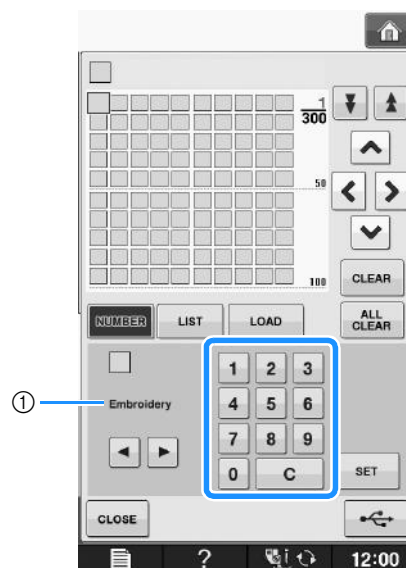 1
300
50
100
CLEAR
NUMBER LIST LOAD
ALL
CLEAR
1 2 3
① Embroidery
4 5 6
7 8 9
0 C
SET
CLOSE
? 12:00